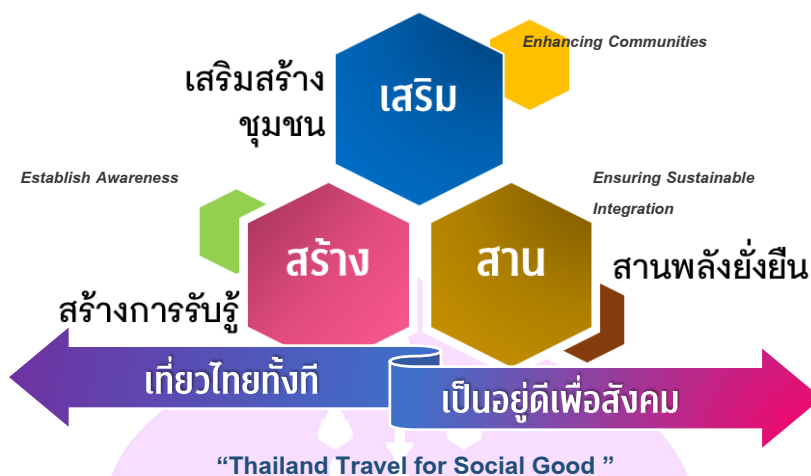 Enhancing Communities
เสริมสร้าง
ชุมชน
เสริม
Establish Awareness
Ensuring Sustainable
Integration
สร้าง
สาน
สานพลังยั่งยืน
สร้างการรับรู้
เที่ยวไทยทั้งที
เป็นอยู่ดีเพื่อสังคม
“Thailand Travel for Social Good ”